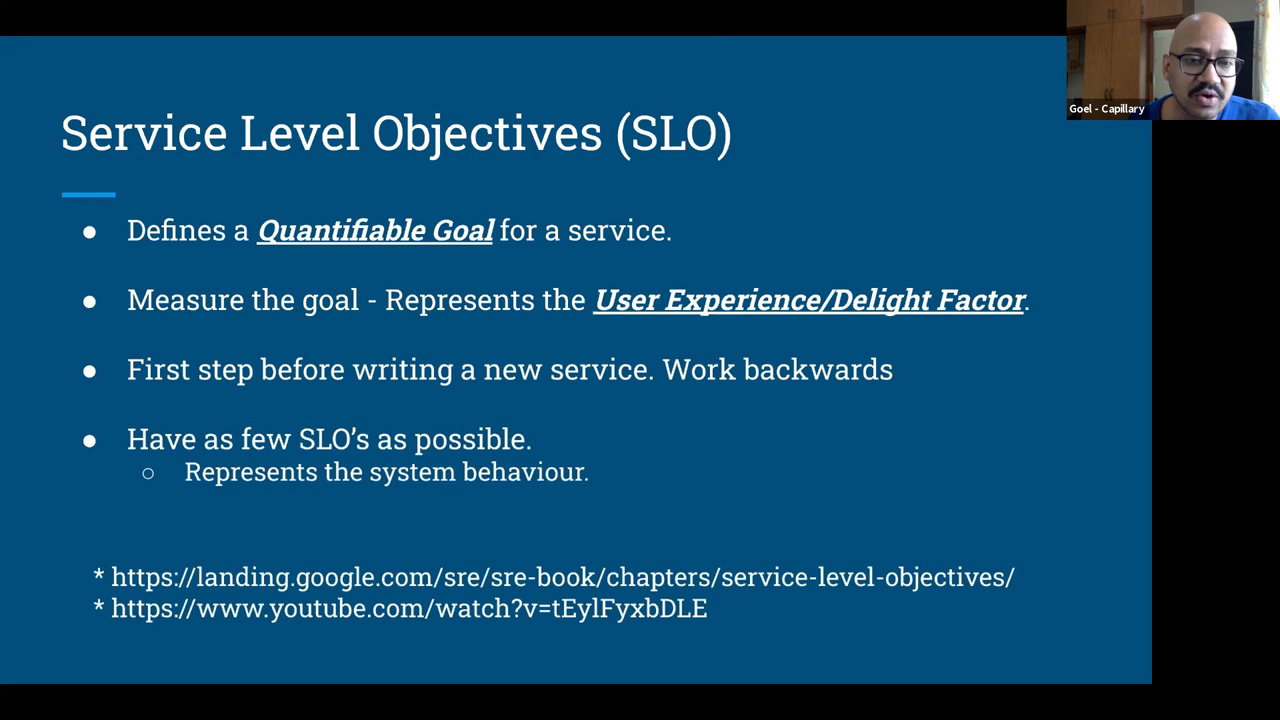 Goel - Capillary
Service Level Objectives (SLO)
● Defines a Quantifiable Goal for a service.
● Measure the goal - Represents the User Experience/Delight Factor.
● First step before writing a new service. Work backwards
● Have as few SLO’s as possible.
○ Represents the system behaviour.
* https://landing.google.com/sre/sre-book/chapters/service-level-objectives/
* https://www.youtube.com/watch?v=tEylFyxbDLE